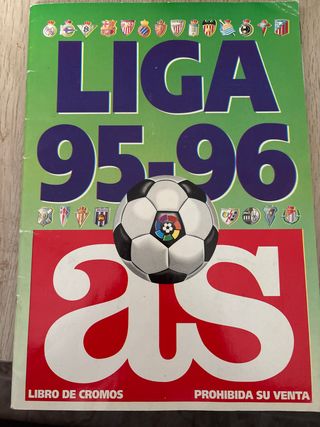 LIGA
95-96
as
LIBRO DE CROMOS
PROHIBIDA SU VENTA